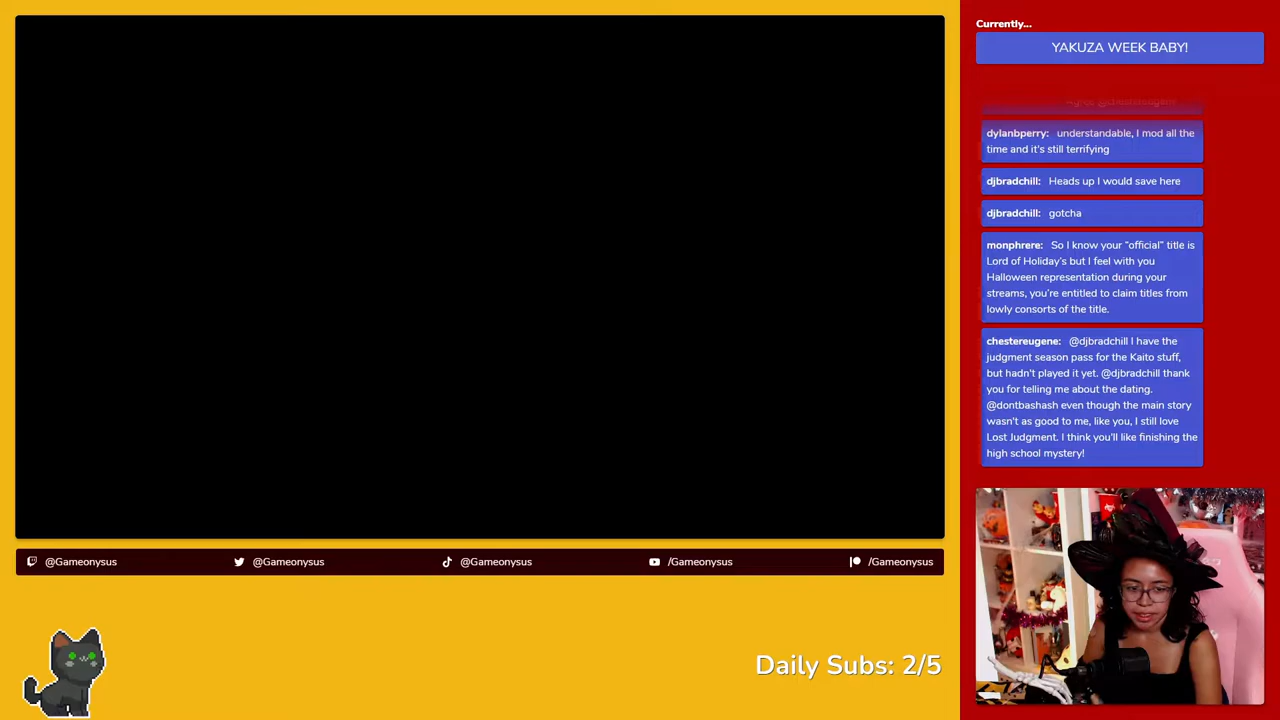 Currently...
YAKUZA WEEK BABY!
dylanbperry: understandable, I mod all the
time and it's still terrifying
djbradchill: Heads up I would save here
djbradchill: gotcha
monphrere: So I know your “official” title is
Lord of Holiday’s but I feel with you
Halloween representation during your
streams, you’re entitled to claim titles from
lowly consorts of the title.
chestereugene: @djbradchill I have the
judgment season pass for the Kaito stuff,
but hadn't played it yet. @djbradchill thank
you for telling me about the dating.
@dontbashash even though the main story
wasn't as good to me, like you, I still love
Lost Judgment. I think you'll like finishing the
high school mystery!
@Gameonysus
@Gameonysus
@Gameonysus
/Gameonysus
/Gameonysus
Daily Subs: 2/5